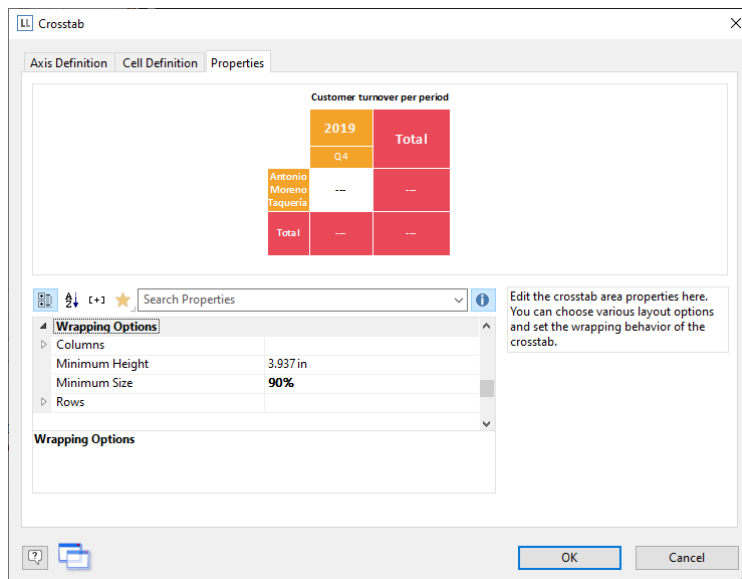 LL Crosstab
Axis Definition Cell Definition Properties
Customer turnover per period
2019 Total
Q4
Antonio
Moreno
Taquería
---
---
Total
---
---
Search Properties
Wrapping Options
Columns
Minimum Height 3.937 in
Minimum Size 90%
Rows
Wrapping Options
Edit the crosstab area properties here.
You can choose various layout options
and set the wrapping behavior of the
crosstab.
OK Cancel